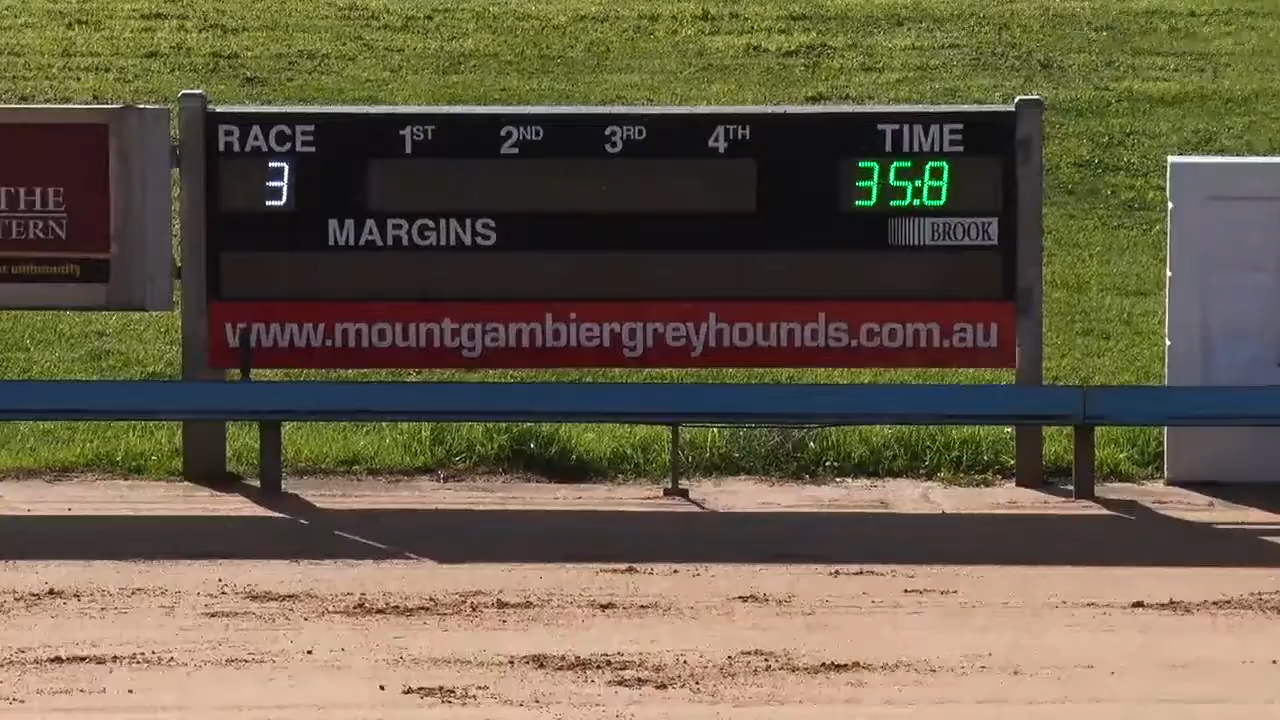 RACE 1ST 2ND 3RD 4TH TIME
3 35:8
MARGINS BROOK
www.mountgambiergreyhounds.com.au
THE
TERN